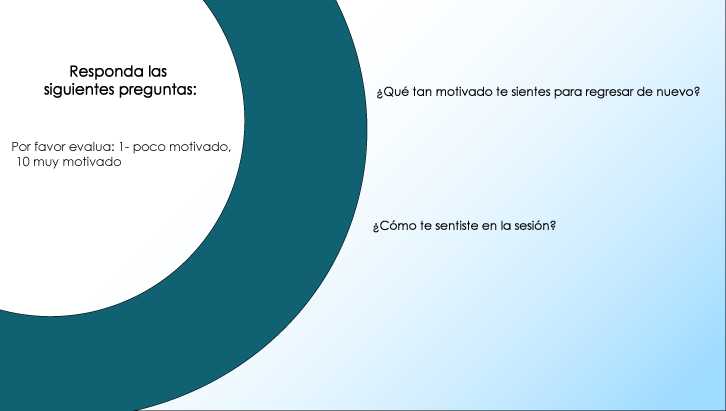 Responda las
siguientes preguntas:
Por favor evalua: 1- poco motivado,
10 muy motivado
¿Qué tan motivado te sientes para regresar de nuevo?
¿Cómo te sentiste en la sesión?